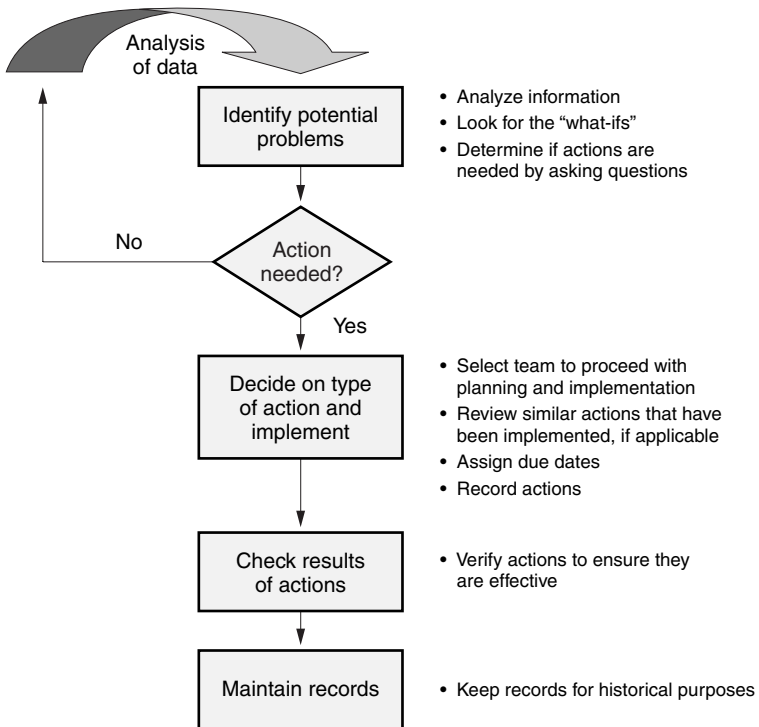 Analysis
of data
Identify potential
problems
• Analyze information
• Look for the “what-ifs”
• Determine if actions are
needed by asking questions
No
Action
needed?
Yes
Decide on type
of action and
implement
• Select team to proceed with
planning and implementation
• Review similar actions that have
been implemented, if applicable
• Assign due dates
• Record actions
Check results
of actions
• Verify actions to ensure they
are effective
Maintain records
• Keep records for historical purposes